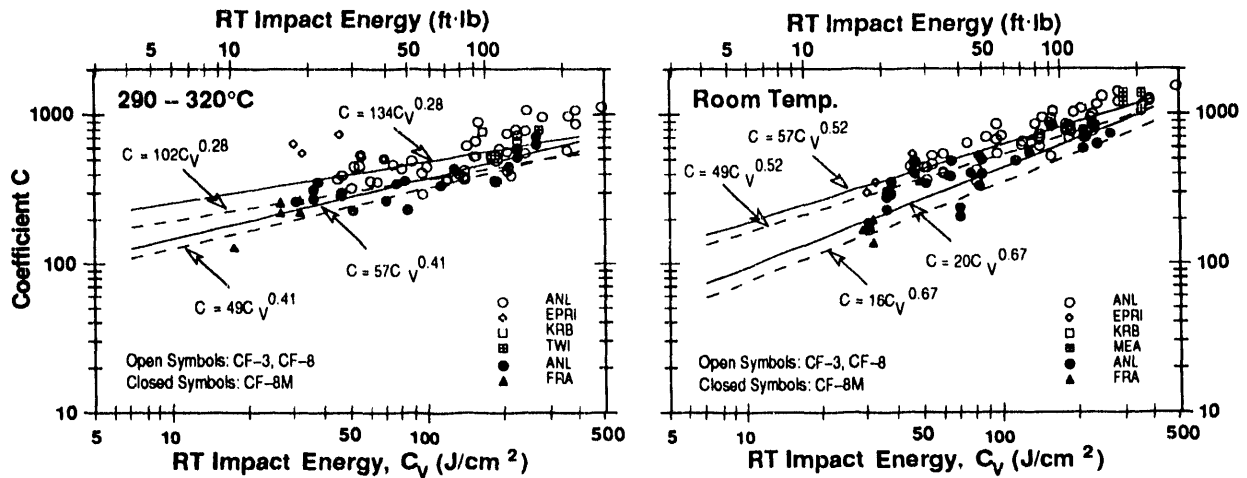 RT Impact Energy (ft·lb)
5 10 50 100
290 – 320°C
C = 134C_V^0.28
C = 102C_V^0.28
C = 57C_V^0.41
C = 49C_V^0.41
Coefficient C
1000
100
10
ANL
EPRI
KRB
TWI
ANL
FRA
Open Symbols: CF–3, CF–8
Closed Symbols: CF–8M
5 10 50 100 500
RT Impact Energy, C_V (J/cm²)
RT Impact Energy (ft·lb)
5 10 50 100
Room Temp.
C = 57C_V^0.52
C = 49C_V^0.52
C = 20C_V^0.67
C = 16C_V^0.67
1000
100
10
ANL
EPRI
KRB
MEA
ANL
FRA
Open Symbols: CF–3, CF–8
Closed Symbols: CF–8M
5 10 50 100 500
RT Impact Energy, C_V (J/cm²)